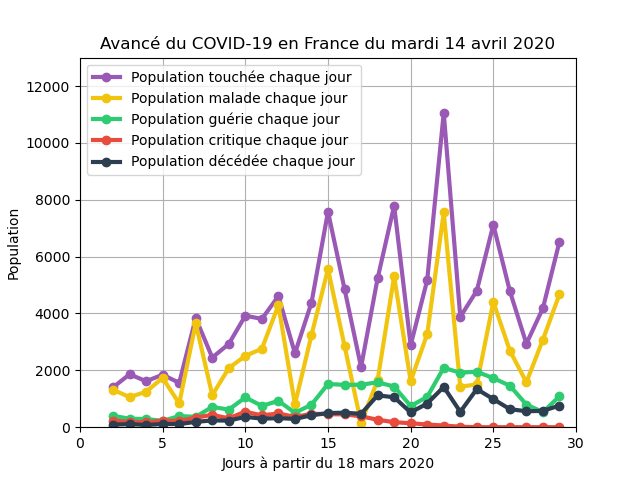 Avancé du COVID-19 en France du mardi 14 avril 2020
Population touchée chaque jour
Population malade chaque jour
Population guérie chaque jour
Population critique chaque jour
Population décédée chaque jour
12000
10000
8000
6000
4000
2000
0
Population
0 5 10 15 20 25 30
Jours à partir du 18 mars 2020